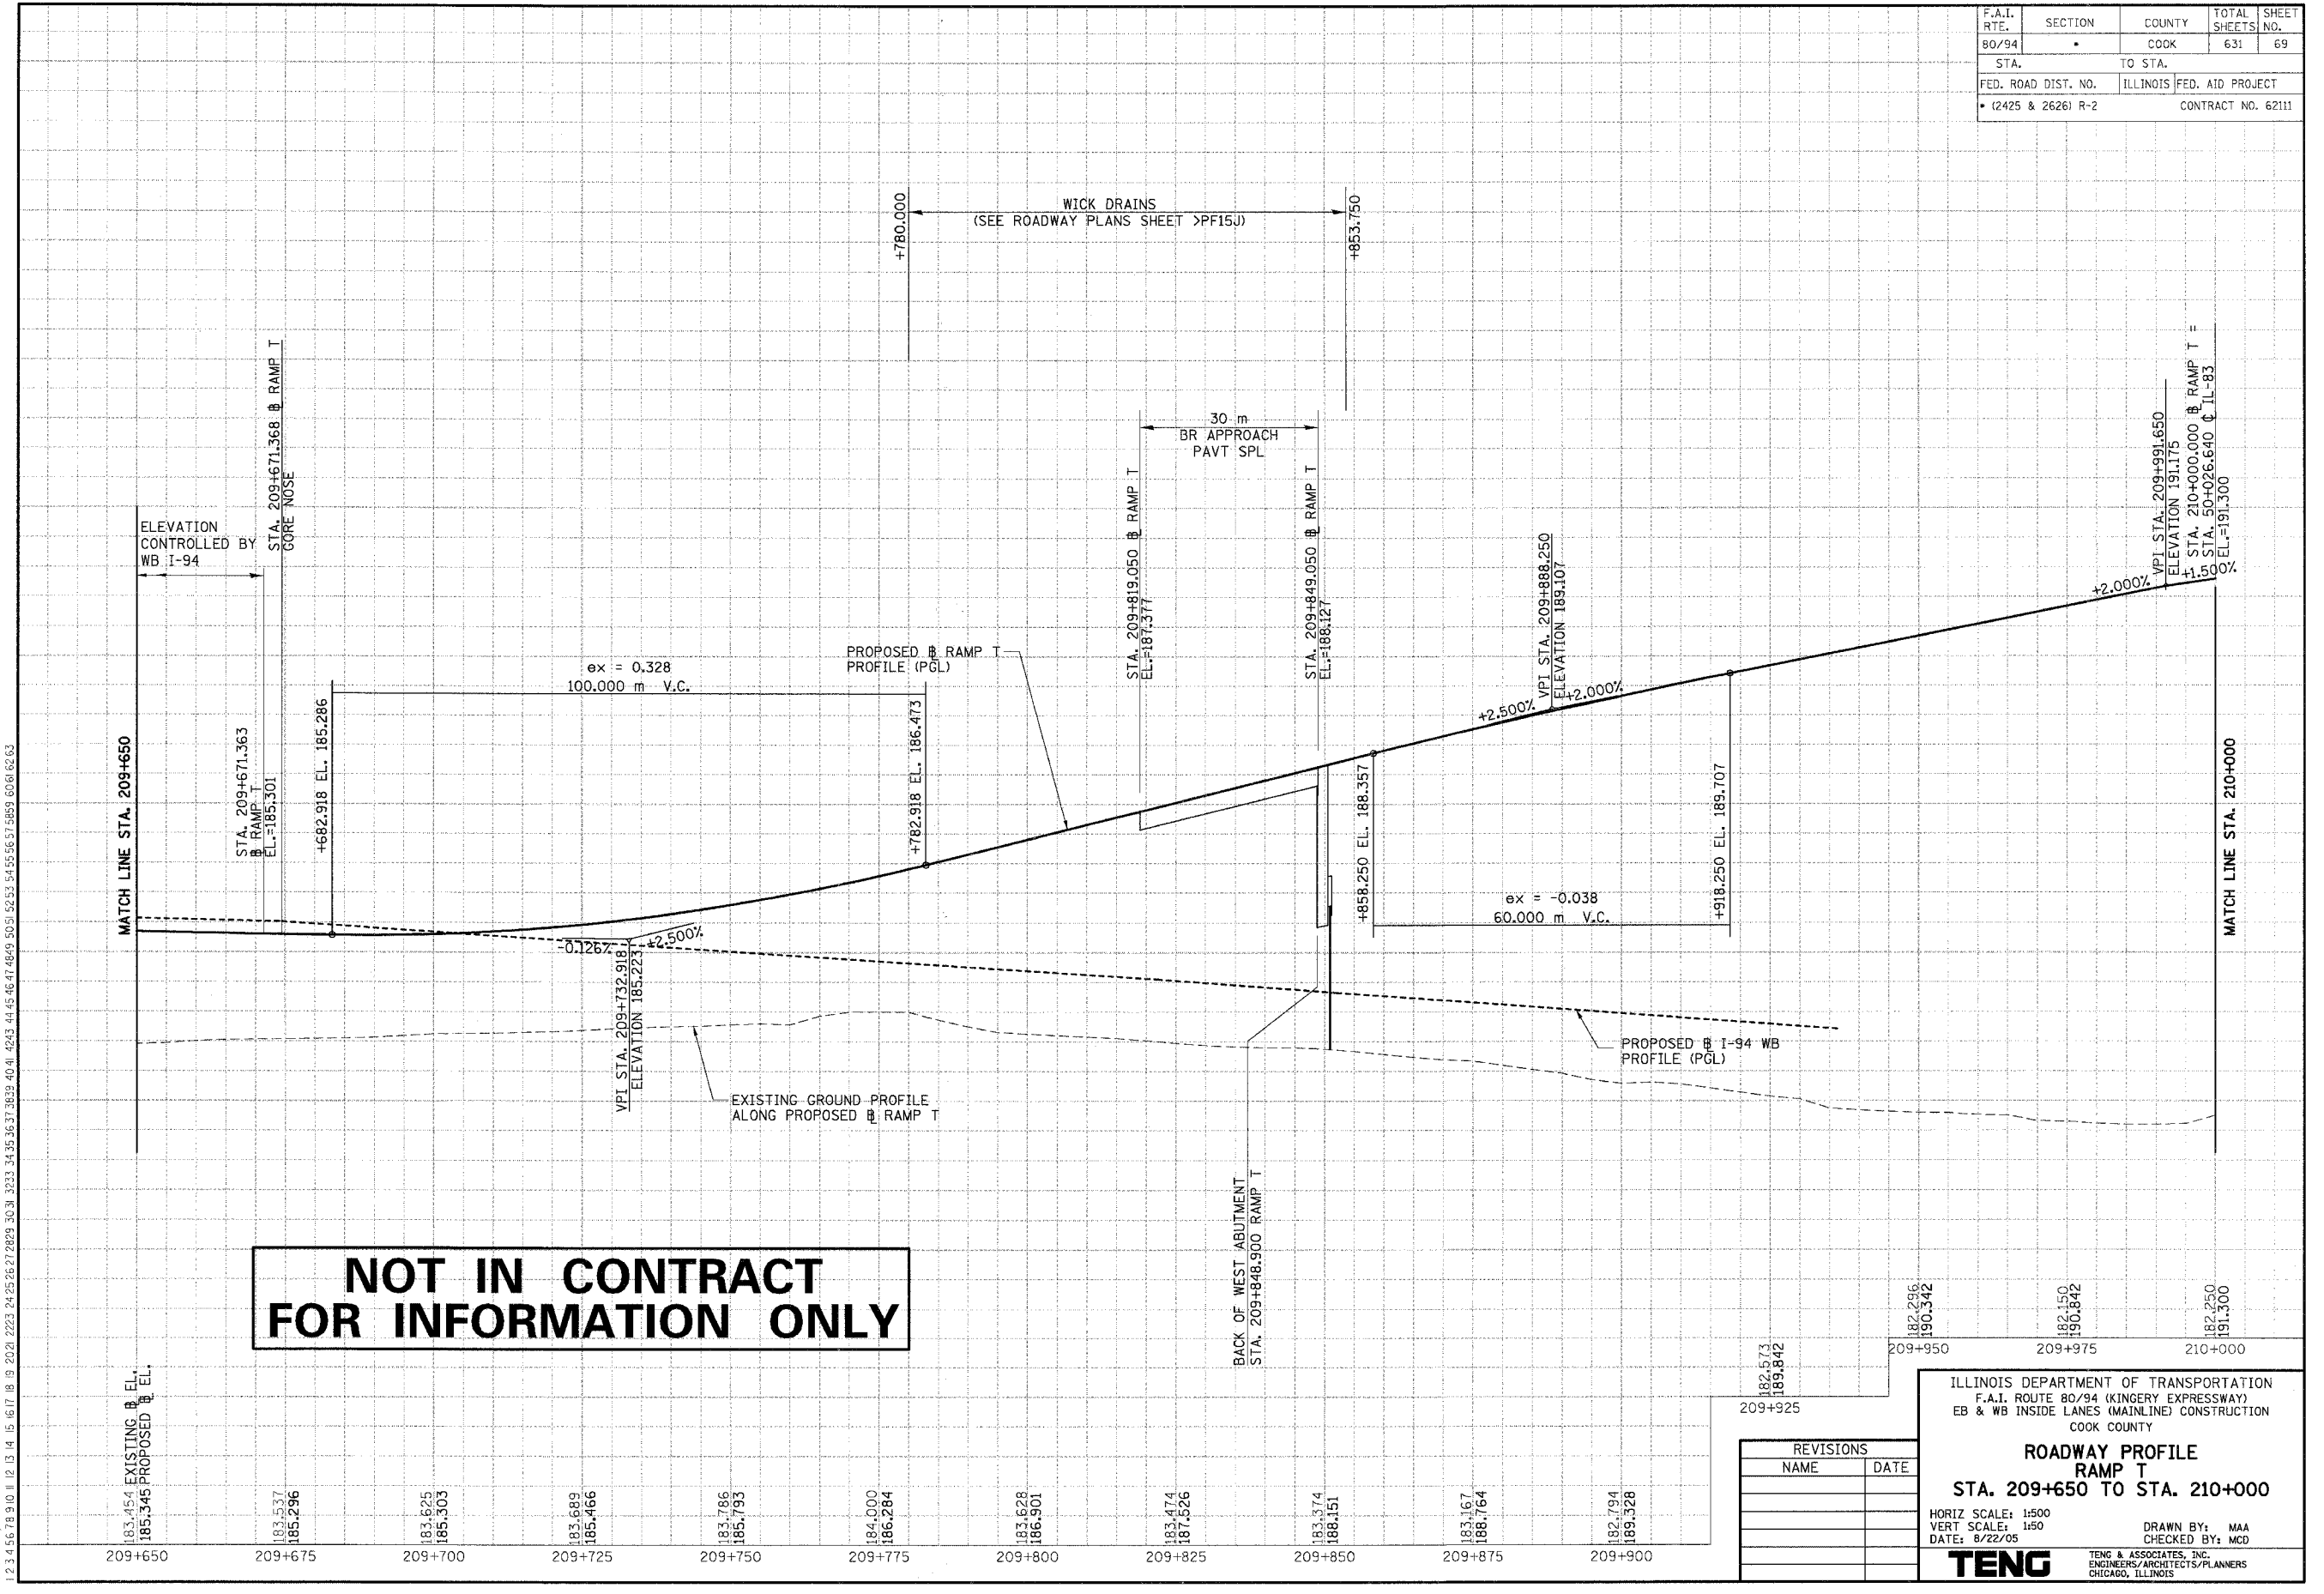 F.A.I. RTE. SECTION COUNTY TOTAL SHEETS SHEET NO.
80/94 • COOK 631 69
STA. TO STA.
FED. ROAD DIST. NO. ILLINOIS FED. AID PROJECT
• (2425 & 2626) R-2 CONTRACT NO. 62111
+780.000
WICK DRAINS
(SEE ROADWAY PLANS SHEET >PF15J)
+853.750
ELEVATION
CONTROLLED BY
WB I-94
STA. 209+671.368 ℄ RAMP T
GORE NOSE
30 m
BR APPROACH
PAVT SPL
STA. 209+819.050 ℄ RAMP T
EL.=187.377
STA. 209+849.050 ℄ RAMP T
EL.=188.127
VPI STA. 209+888.250
ELEVATION 189.107
+2.500%
+2.000%
VPI STA. 209+991.650
ELEVATION 191.175
STA. 210+000.000 ℄ RAMP T =
STA. 50+026.640 ℄ IL-83
EL.=191.300
+2.000%
+1.500%
MATCH LINE STA. 209+650
STA. 209+671.363
℄ RAMP T
EL.=185.301
+682.918 EL. 185.286
ex = 0.328
100.000 m V.C.
+782.918 EL. 186.473
PROPOSED ℄ RAMP T
PROFILE (PGL)
+858.250 EL. 188.357
ex = -0.038
60.000 m V.C.
+918.250 EL. 189.707
MATCH LINE STA. 210+000
-0.126%
+2.500%
VPI STA. 209+732.918
ELEVATION 185.223
EXISTING GROUND PROFILE
ALONG PROPOSED ℄ RAMP T
PROPOSED ℄ I-94 WB
PROFILE (PGL)
BACK OF WEST ABUTMENT
STA. 209+848.900 RAMP T
NOT IN CONTRACT
FOR INFORMATION ONLY
183.454 EXISTING ℄ EL.
185.345 PROPOSED ℄ EL.
183.537
185.296
183.625
185.303
183.689
185.466
183.786
185.793
184.000
186.284
183.628
186.901
183.474
187.526
183.374
188.151
183.167
188.764
182.794
189.328
182.573
189.842
182.296
190.342
182.150
190.842
182.250
191.300
209+650 209+675 209+700 209+725 209+750 209+775 209+800 209+825 209+850 209+875 209+900
209+925
209+950 209+975 210+000
REVISIONS
NAME DATE
ILLINOIS DEPARTMENT OF TRANSPORTATION
F.A.I. ROUTE 80/94 (KINGERY EXPRESSWAY)
EB & WB INSIDE LANES (MAINLINE) CONSTRUCTION
COOK COUNTY
ROADWAY PROFILE
RAMP T
STA. 209+650 TO STA. 210+000
HORIZ SCALE: 1:500
VERT SCALE: 1:50
DATE: 8/22/05
DRAWN BY: MAA
CHECKED BY: MCD
TENG
TENG & ASSOCIATES, INC.
ENGINEERS/ARCHITECTS/PLANNERS
CHICAGO, ILLINOIS